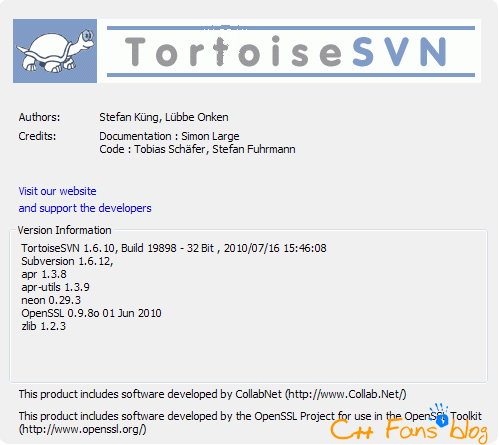 TortoiseSVN
Authors: Stefan Küng, Lübbe Onken
Credits: Documentation : Simon Large
Code : Tobias Schäfer, Stefan Fuhrmann
Visit our website
and support the developers
Version Information
TortoiseSVN 1.6.10, Build 19898 - 32 Bit , 2010/07/16 15:46:08
Subversion 1.6.12,
apr 1.3.8
apr-utils 1.3.9
neon 0.29.3
OpenSSL 0.9.8o 01 Jun 2010
zlib 1.2.3
This product includes software developed by CollabNet (http://www.Collab.Net/)
This product includes software developed by the OpenSSL Project for use in the OpenSSL Toolkit
(http://www.openssl.org/)
C++ Fans blog